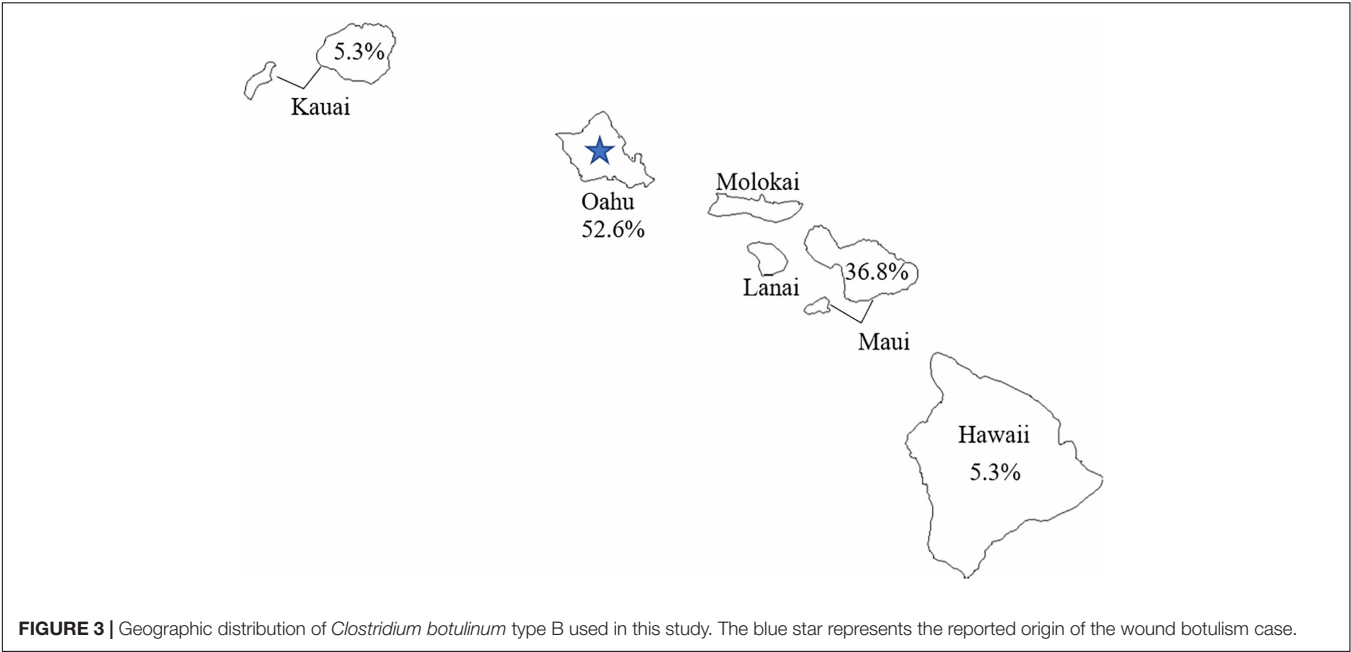 5.3%
Kauai
Oahu
52.6%
Molokai
Lanai
36.8%
Maui
Hawaii
5.3%
FIGURE 3 | Geographic distribution of Clostridium botulinum type B used in this study. The blue star represents the reported origin of the wound botulism case.